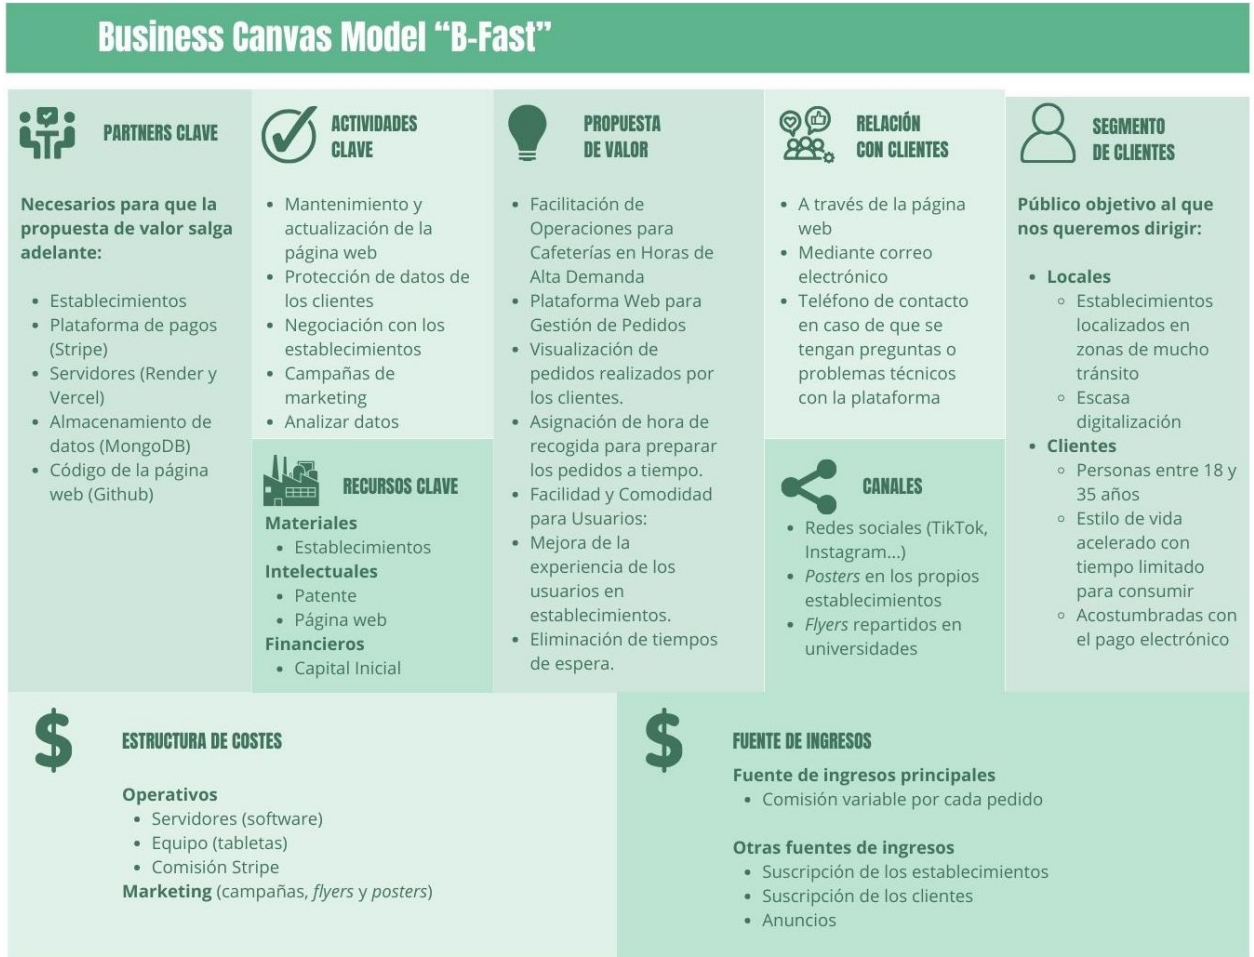 Business Canvas Model “B-Fast”
PARTNERS CLAVE
Necesarios para que la
propuesta de valor salga
adelante:
• Establecimientos
• Plataforma de pagos
(Stripe)
• Servidores (Render y
Vercel)
• Almacenamiento de
datos (MongoDB)
• Código de la página
web (Github)
ACTIVIDADES
CLAVE
• Mantenimiento y
actualización de la
página web
• Protección de datos de
los clientes
• Negociación con los
establecimientos
• Campañas de
marketing
• Analizar datos
RECURSOS CLAVE
Materiales
• Establecimientos
Intelectuales
• Patente
• Página web
Financieros
• Capital Inicial
PROPUESTA
DE VALOR
• Facilitación de
Operaciones para
Cafeterías en Horas de
Alta Demanda
• Plataforma Web para
Gestión de Pedidos
• Visualización de
pedidos realizados por
los clientes.
• Asignación de hora de
recogida para preparar
los pedidos a tiempo.
• Facilidad y Comodidad
para Usuarios:
• Mejora de la
experiencia de los
usuarios en
establecimientos.
• Eliminación de tiempos
de espera.
RELACIÓN
CON CLIENTES
• A través de la página
web
• Mediante correo
electrónico
• Teléfono de contacto
en caso de que se
tengan preguntas o
problemas técnicos
con la plataforma
CANALES
• Redes sociales (TikTok,
Instagram...)
• Posters en los propios
establecimientos
• Flyers repartidos en
universidades
SEGMENTO
DE CLIENTES
Público objetivo al que
nos queremos dirigir:
• Locales
◦ Establecimientos
localizados en
zonas de mucho
tránsito
◦ Escasa
digitalización
• Clientes
◦ Personas entre 18 y
35 años
◦ Estilo de vida
acelerado con
tiempo limitado
para consumir
◦ Acostumbradas con
el pago electrónico
$
ESTRUCTURA DE COSTES
Operativos
• Servidores (software)
• Equipo (tabletas)
• Comisión Stripe
Marketing (campañas, flyers y posters)
$
FUENTE DE INGRESOS
Fuente de ingresos principales
• Comisión variable por cada pedido
Otras fuentes de ingresos
• Suscripción de los establecimientos
• Suscripción de los clientes
• Anuncios